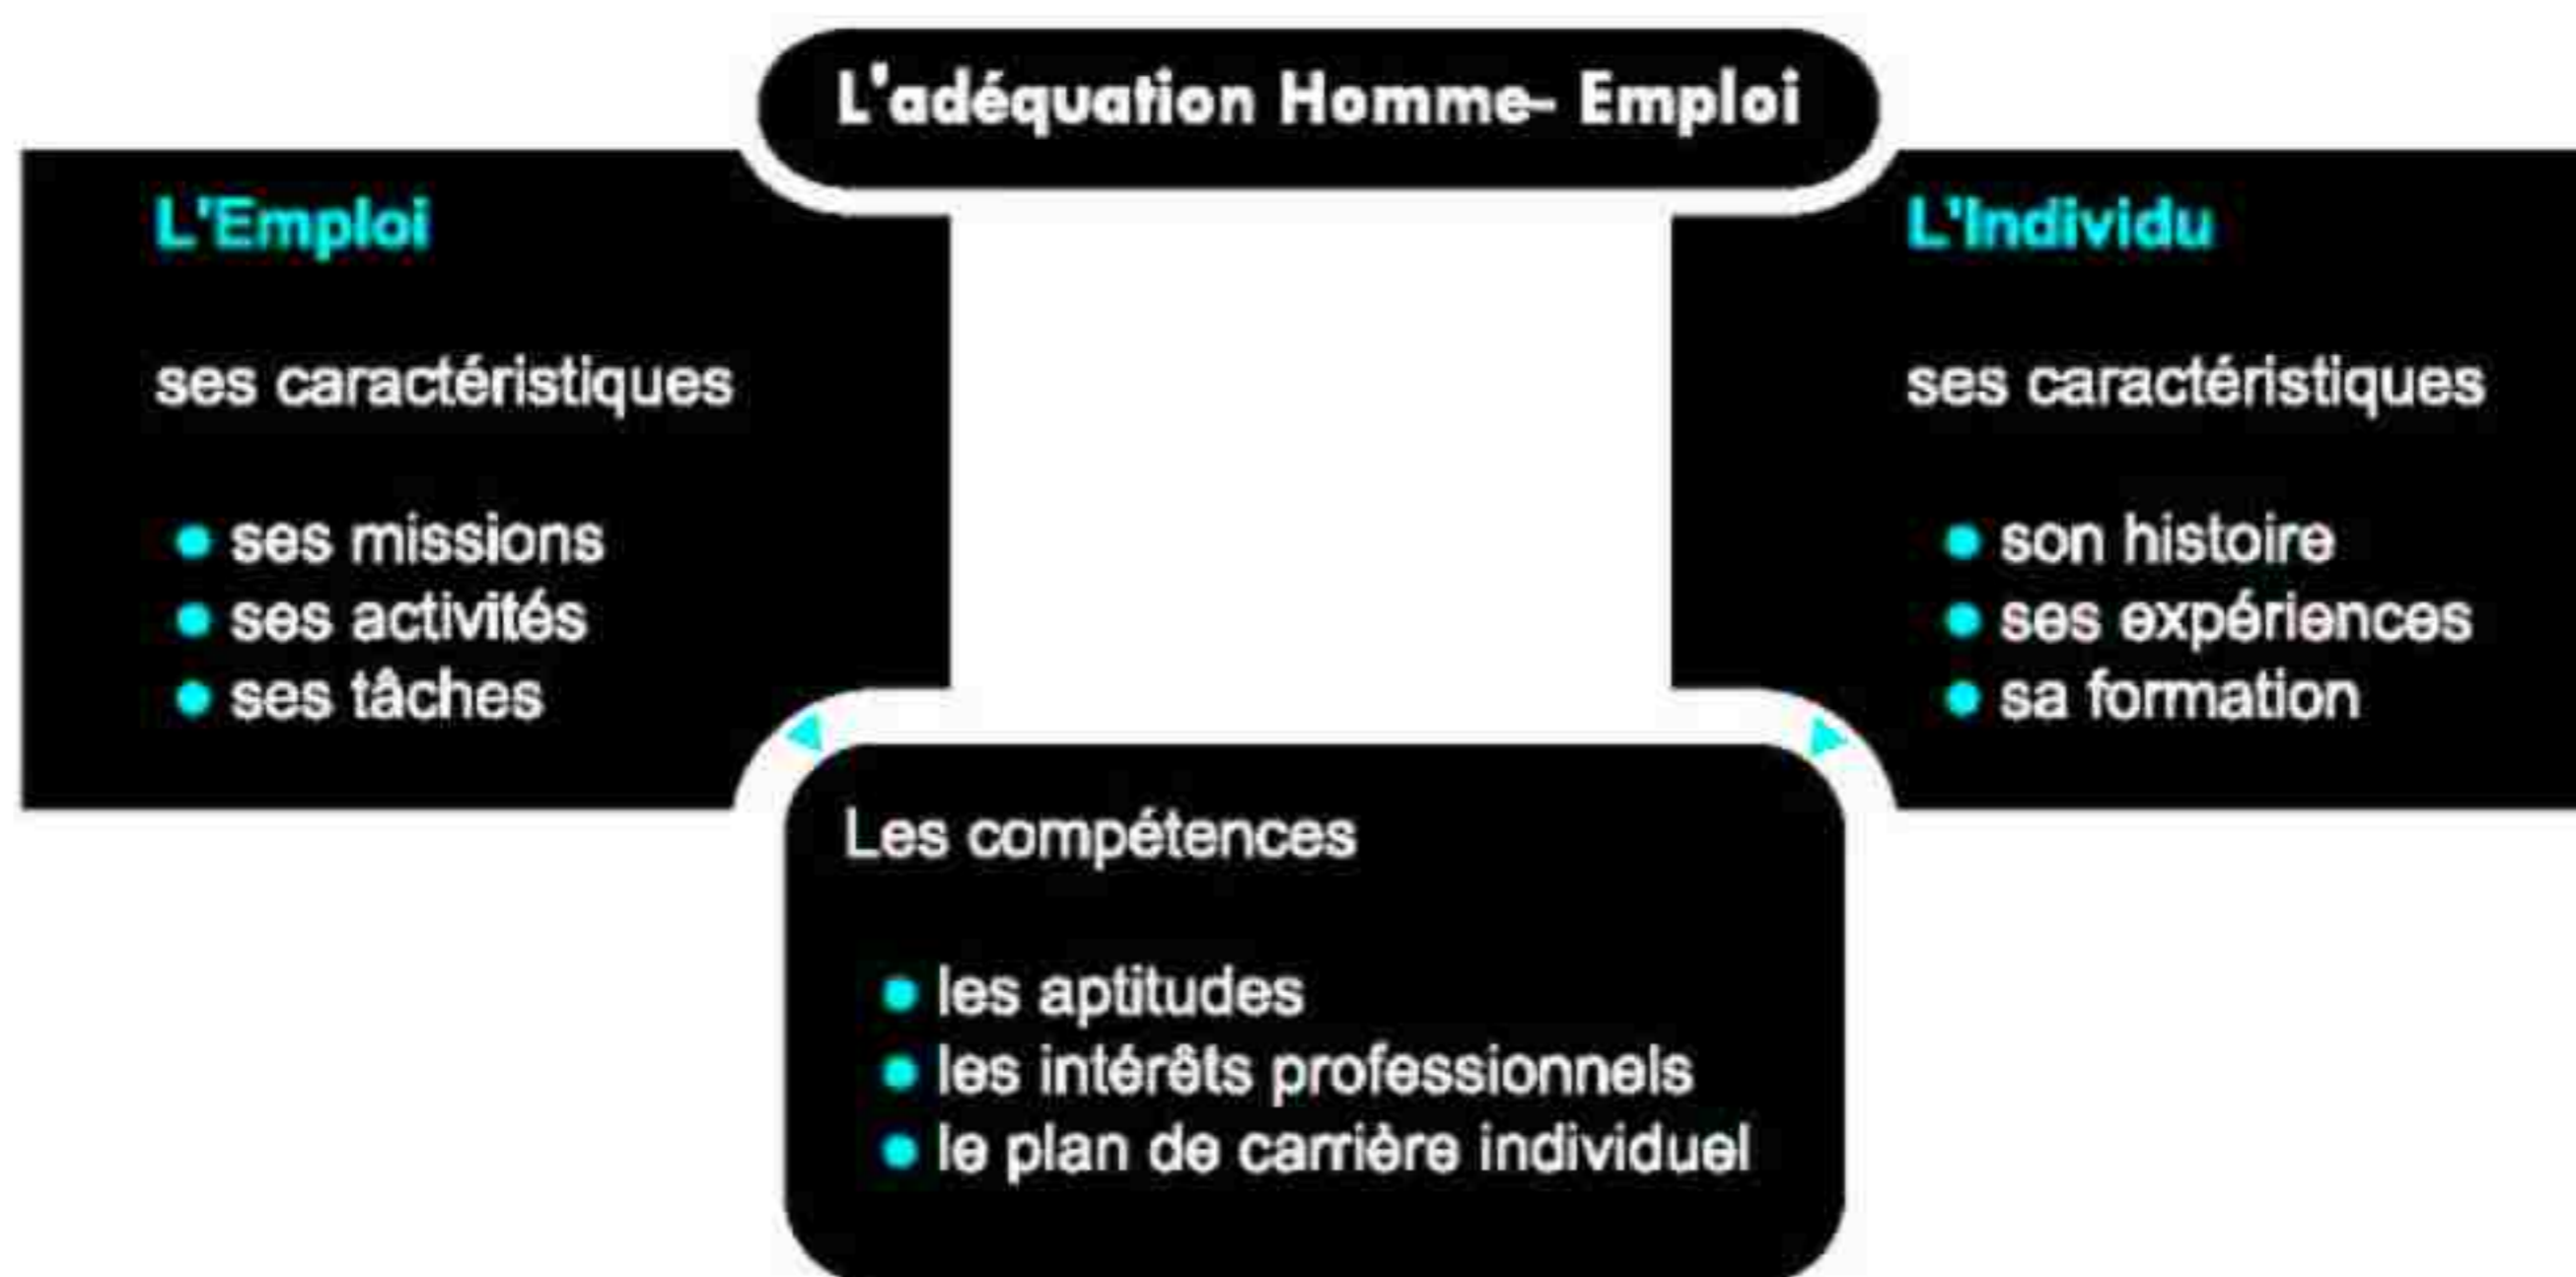 L'adéquation Homme- Emploi
L'Emploi
ses caractéristiques
● ses missions
● ses activités
● ses tâches
L'Individu
ses caractéristiques
● son histoire
● ses expériences
● sa formation
Les compétences
● les aptitudes
● les intérêts professionnels
● le plan de carrière individuel